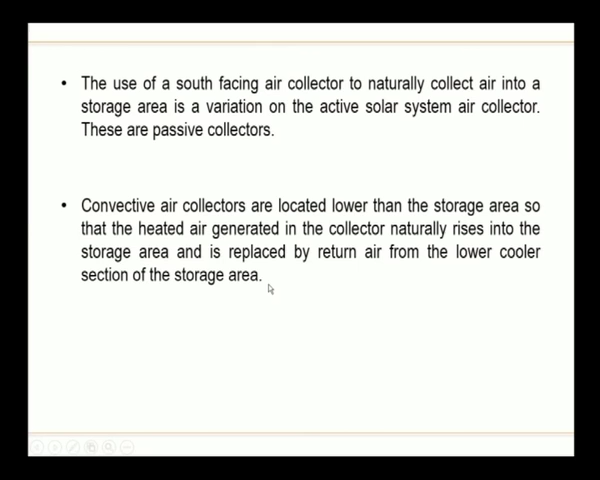 • The use of a south facing air collector to naturally collect air into a
storage area is a variation on the active solar system air collector.
These are passive collectors.
• Convective air collectors are located lower than the storage area so
that the heated air generated in the collector naturally rises into the
storage area and is replaced by return air from the lower cooler
section of the storage area.